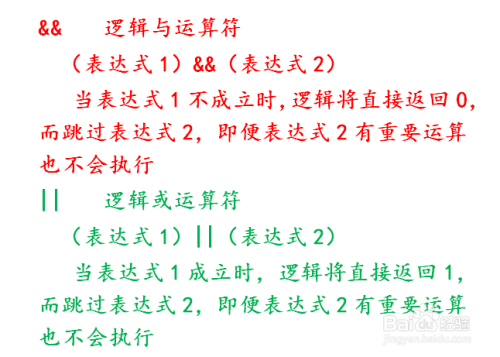 && 逻辑与运算符
（表达式1）&&（表达式2）
当表达式1不成立时,逻辑将直接返回0,
而跳过表达式2，即便表达式2有重要运算
也不会执行
|| 逻辑或运算符
（表达式1）||（表达式2）
当表达式1成立时，逻辑将直接返回1,
而跳过表达式2，即便表达式2有重要运算
也不会执行
Baidu经验
jingyan.baidu.com